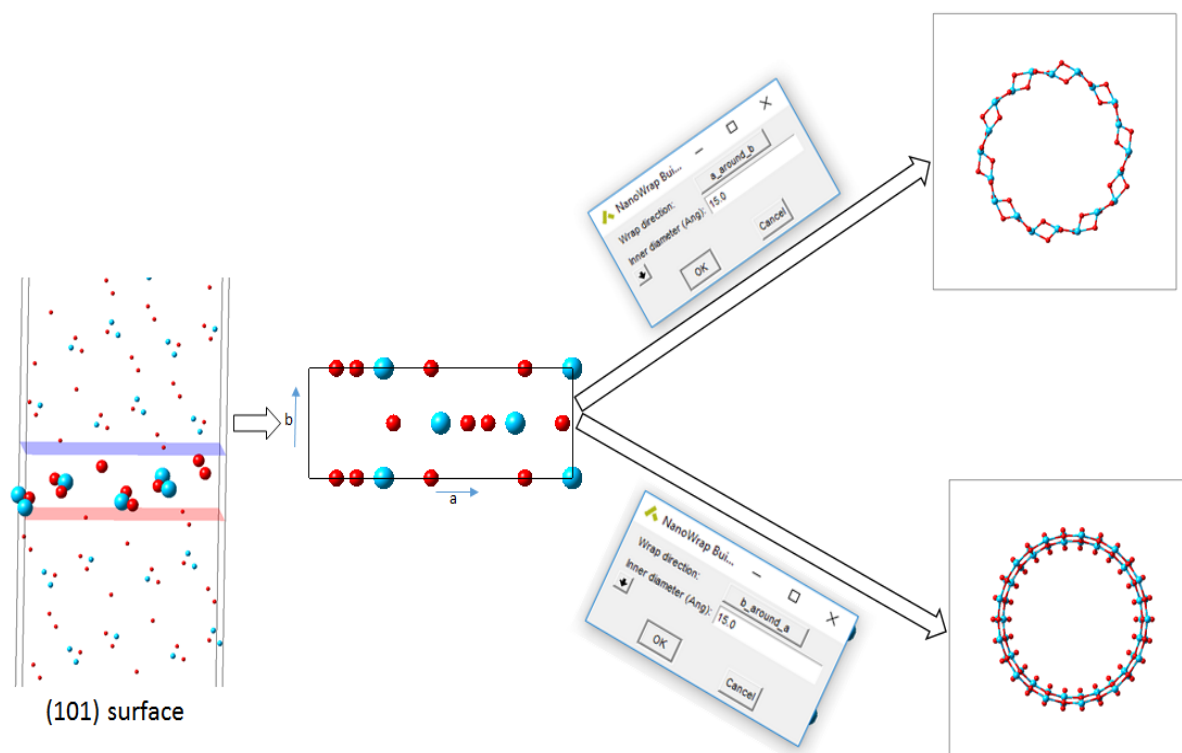 NanoWrap Bui...
Wrap direction:
a_around_b
Inner diameter (Ang):
15.0
OK
Cancel
b
a
(101) surface
NanoWrap Bui...
Wrap direction:
b_around_a
Inner diameter (Ang):
15.0
OK
Cancel